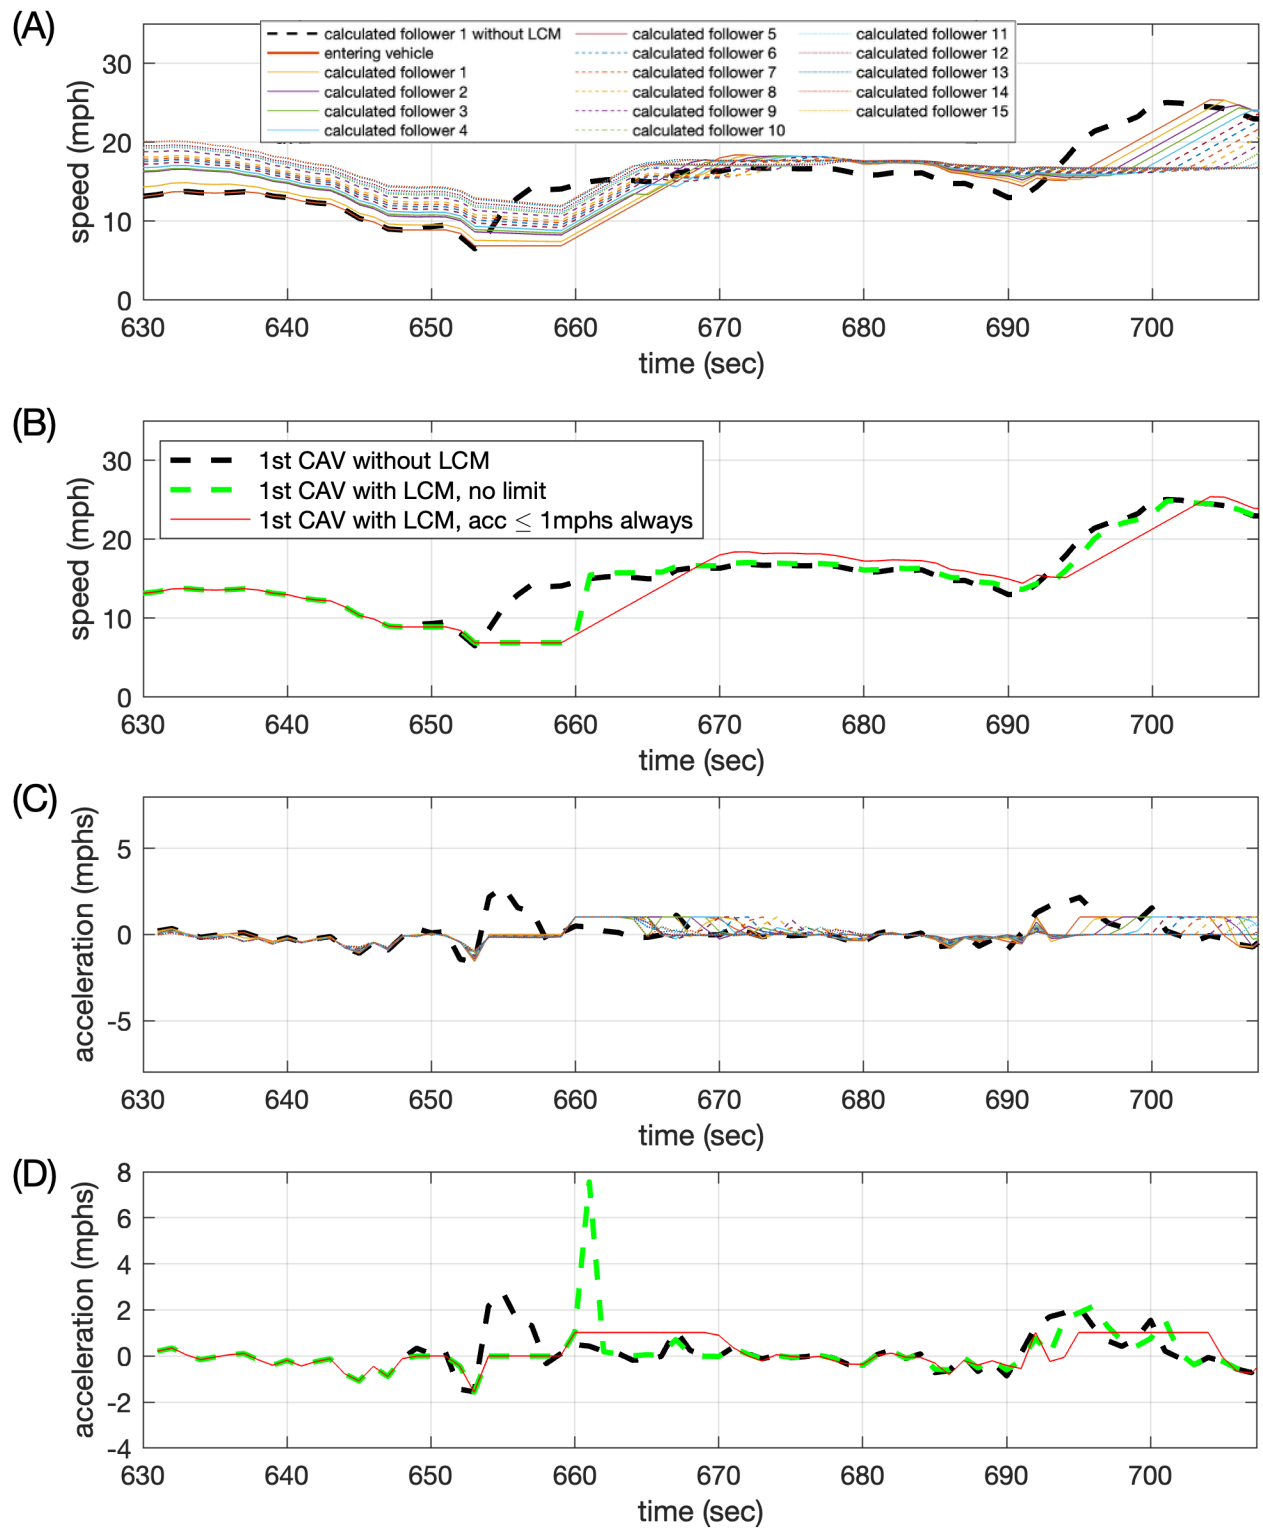 (A)
calculated follower 1 without LCM
entering vehicle
calculated follower 1
calculated follower 2
calculated follower 3
calculated follower 4
calculated follower 5
calculated follower 6
calculated follower 7
calculated follower 8
calculated follower 9
calculated follower 10
calculated follower 11
calculated follower 12
calculated follower 13
calculated follower 14
calculated follower 15
speed (mph)
30
20
10
0
630 640 650 660 670 680 690 700
time (sec)
(B)
1st CAV without LCM
1st CAV with LCM, no limit
1st CAV with LCM, acc ≤ 1mphs always
speed (mph)
30
20
10
0
630 640 650 660 670 680 690 700
time (sec)
(C)
acceleration (mphs)
5
0
-5
630 640 650 660 670 680 690 700
time (sec)
(D)
acceleration (mphs)
8
6
4
2
0
-2
-4
630 640 650 660 670 680 690 700
time (sec)